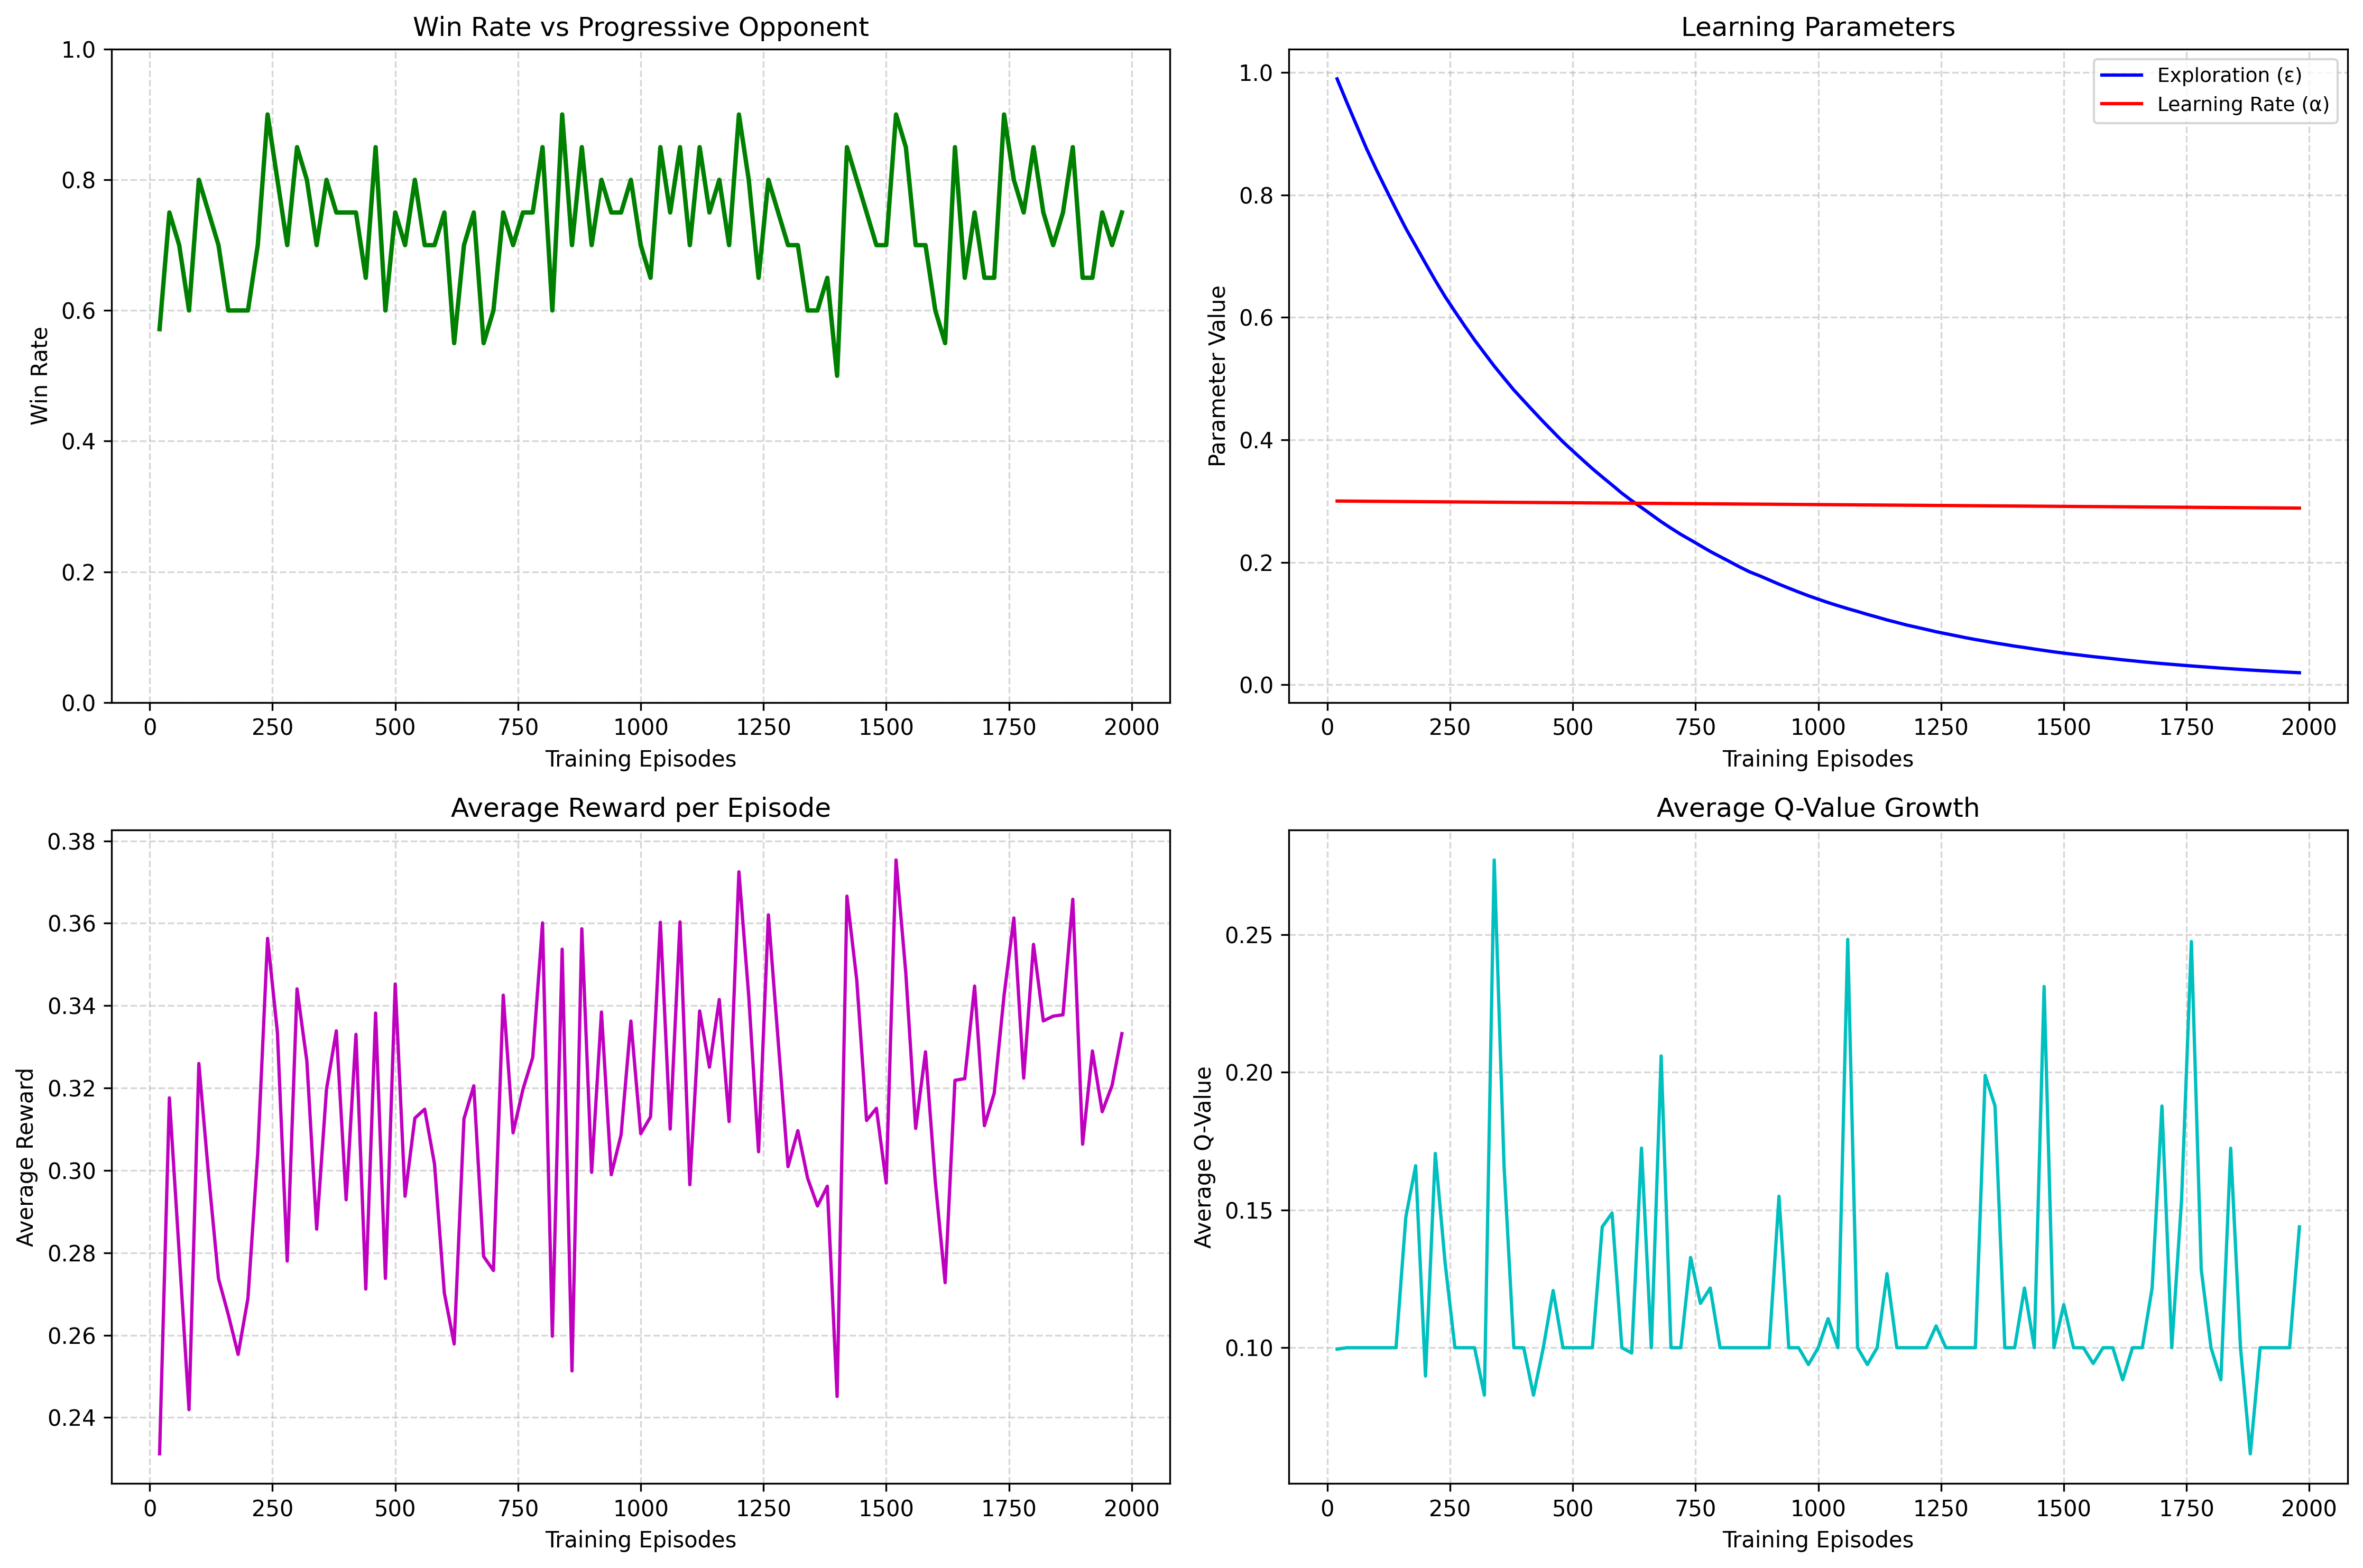 Win Rate vs Progressive Opponent
Win Rate
1.0
0.8
0.6
0.4
0.2
0.0
0 250 500 750 1000 1250 1500 1750 2000
Training Episodes
Learning Parameters
Parameter Value
1.0
0.8
0.6
0.4
0.2
0.0
Exploration (ε)
Learning Rate (α)
0 250 500 750 1000 1250 1500 1750 2000
Training Episodes
Average Reward per Episode
Average Reward
0.38
0.36
0.34
0.32
0.30
0.28
0.26
0.24
0 250 500 750 1000 1250 1500 1750 2000
Training Episodes
Average Q-Value Growth
Average Q-Value
0.25
0.20
0.15
0.10
0 250 500 750 1000 1250 1500 1750 2000
Training Episodes